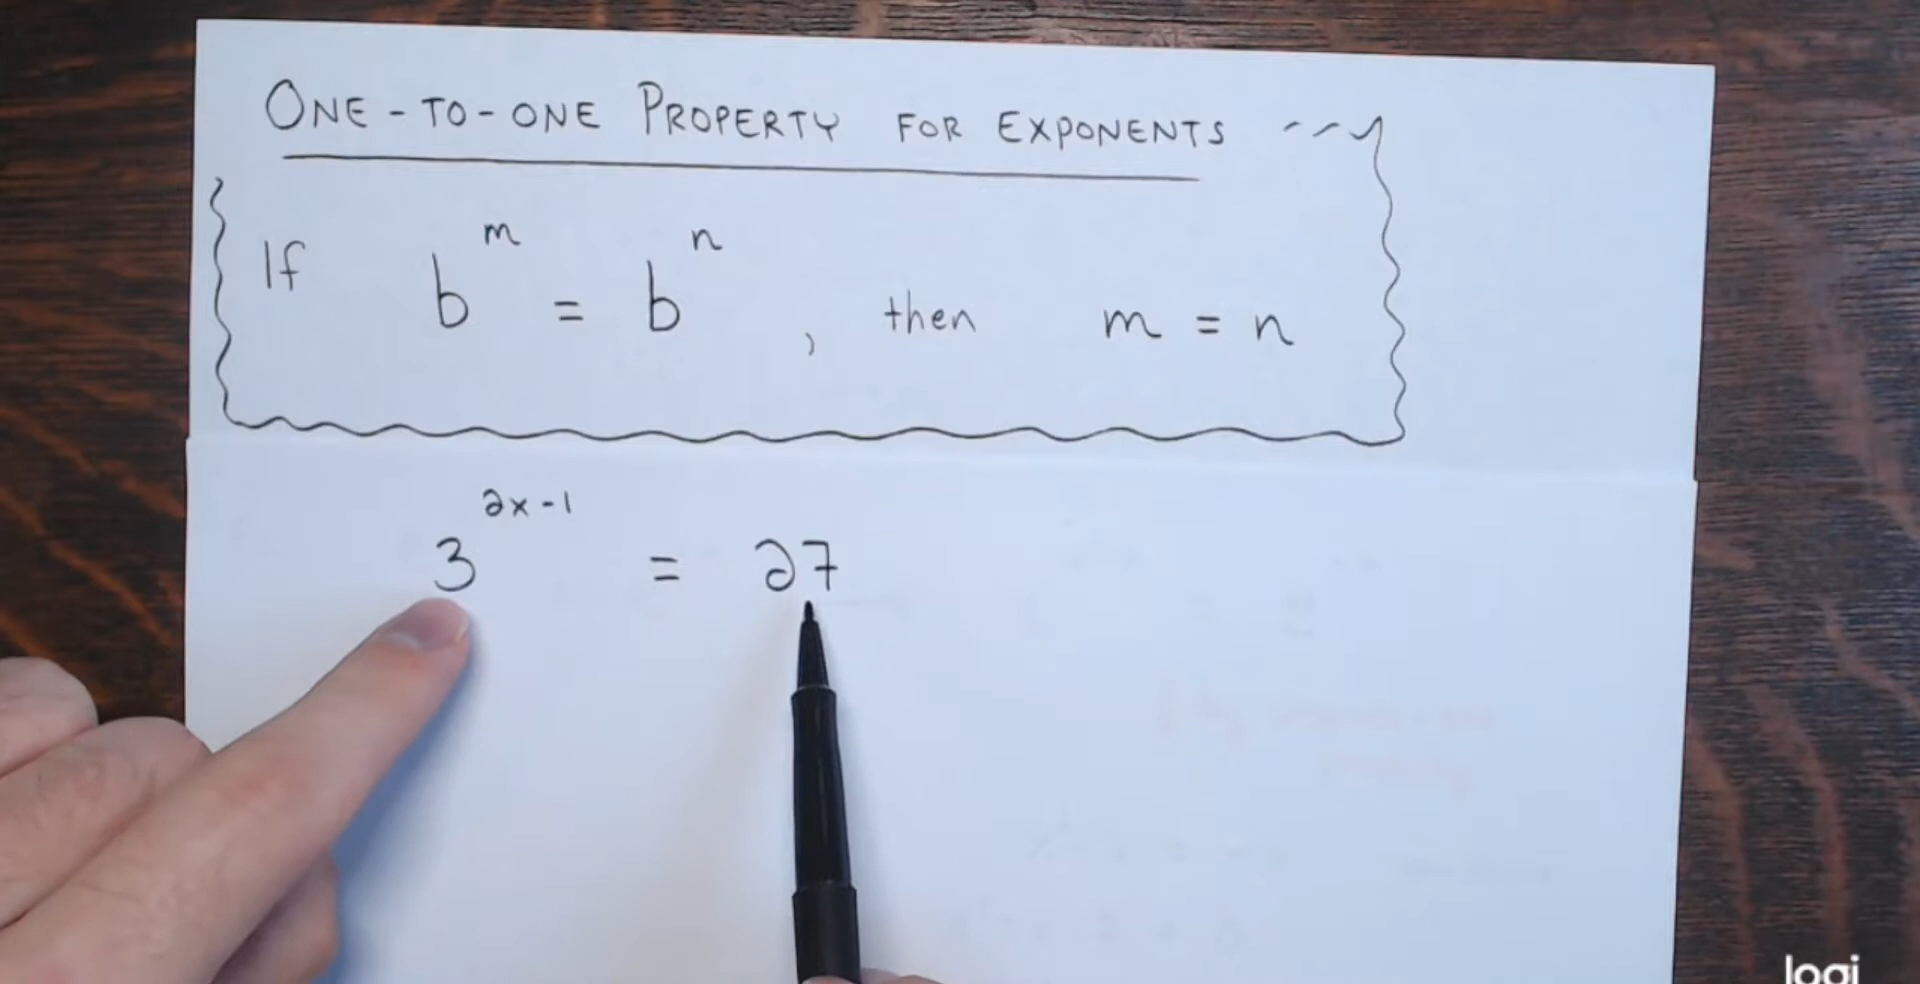 ONE-TO-ONE PROPERTY FOR EXPONENTS
If b^m = b^n, then m = n
3^(2x-1) = 27
logi